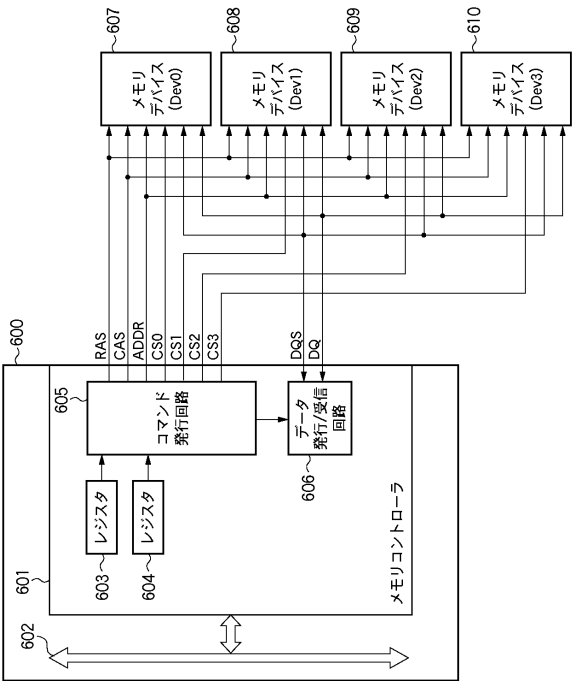 600
601
602
603
レジスタ
604
レジスタ
605
コマンド
発行回路
606
データ
発行/受信
回路
メモリコントローラ
RAS
CAS
ADDR
CS0
CS1
CS2
CS3
DQS
DQ
607
メモリ
デバイス
(Dev0)
608
メモリ
デバイス
(Dev1)
609
メモリ
デバイス
(Dev2)
610
メモリ
デバイス
(Dev3)